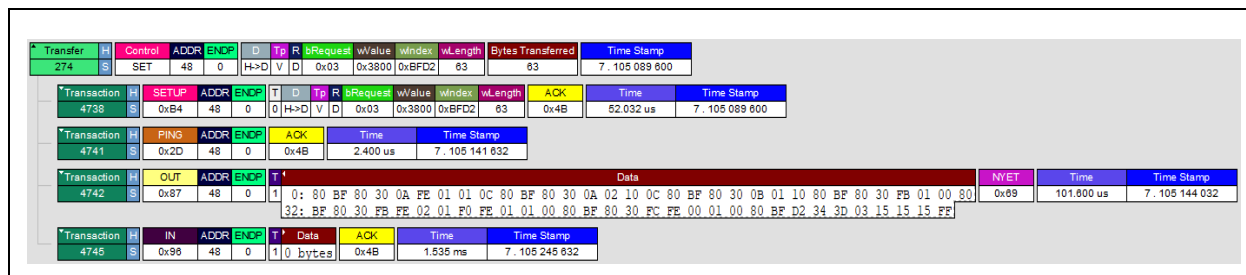 Transfer H Control ADDR ENDP D Tp R bRequest wValue wIndex wLength Bytes Transferred Time Stamp
274 S SET 48 0 H->D V D 0x03 0x3800 0xBFD2 63 63 7 . 105 089 600
Transaction H SETUP ADDR ENDP T D Tp R bRequest wValue wIndex wLength ACK Time Time Stamp
4738 S 0xB4 48 0 0 H->D V D 0x03 0x3800 0xBFD2 63 0x4B 52.032 us 7 . 105 089 600
Transaction H PING ADDR ENDP ACK Time Time Stamp
4741 S 0x2D 48 0 0x4B 2.400 us 7 . 105 141 632
Transaction H OUT ADDR ENDP T Data NYET Time Time Stamp
4742 S 0x87 48 0 1 0: 80 BF 80 30 0A FE 01 01 0C 80 BF 80 30 0A 02 10 0C 80 BF 80 30 0B 01 10 80 BF 80 30 FB 01 00 80 0x69 101.600 us 7 . 105 144 032
32: BF 80 30 FB FE 02 01 F0 FE 01 01 00 80 BF 80 30 FC FE 00 01 00 80 BF D2 34 3D 03 15 15 15 FF
Transaction H IN ADDR ENDP T Data ACK Time Time Stamp
4745 S 0x96 48 0 1 0 bytes 0x4B 1.535 ms 7 . 105 245 632